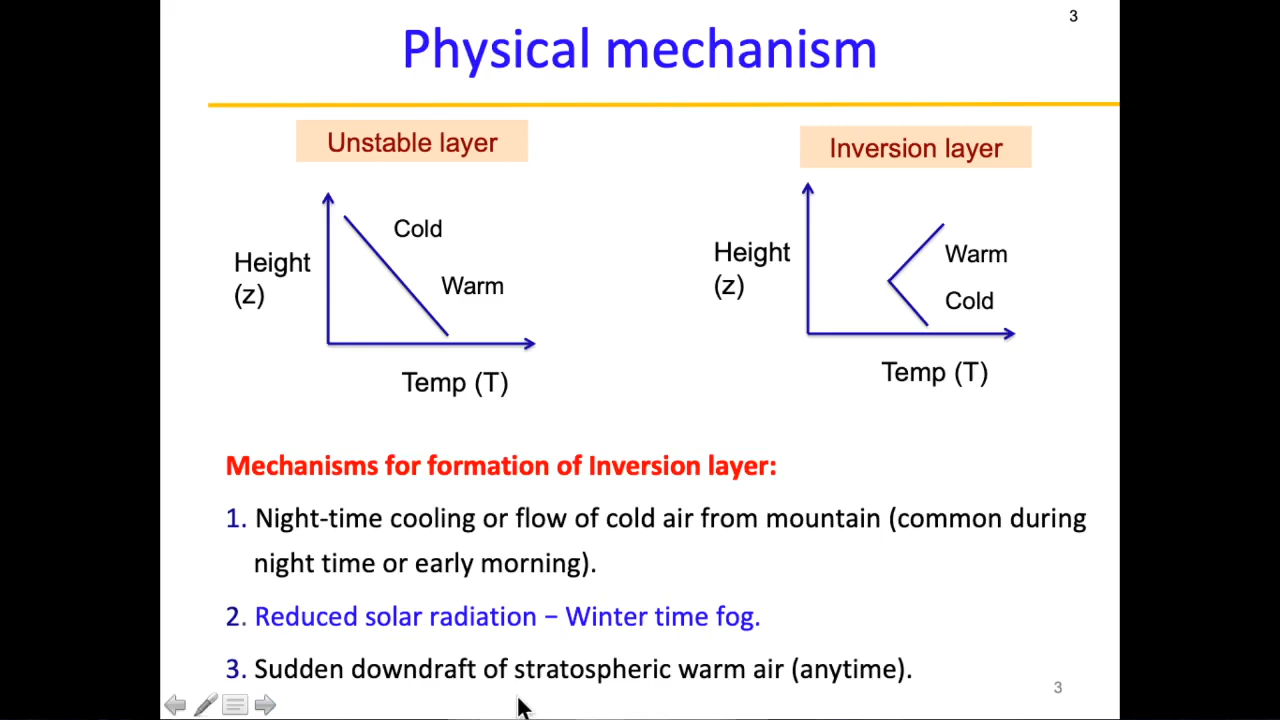 3
Physical mechanism
Unstable layer
Inversion layer
Cold
Warm
Height
(z)
Temp (T)
Height
(z)
Warm
Cold
Temp (T)
Mechanisms for formation of Inversion layer:
1. Night-time cooling or flow of cold air from mountain (common during
night time or early morning).
2. Reduced solar radiation – Winter time fog.
3. Sudden downdraft of stratospheric warm air (anytime).
3